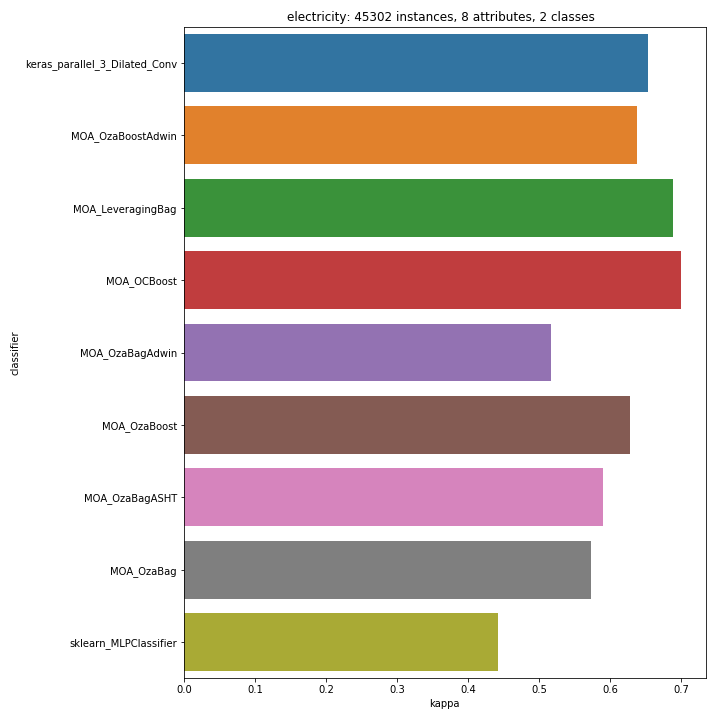 electricity: 45302 instances, 8 attributes, 2 classes
keras_parallel_3_Dilated_Conv
MOA_OzaBoostAdwin
MOA_LeveragingBag
MOA_OCBoost
MOA_OzaBagAdwin
MOA_OzaBoost
MOA_OzaBagASHT
MOA_OzaBag
sklearn_MLPClassifier
classifier
0.0 0.1 0.2 0.3 0.4 0.5 0.6 0.7
kappa